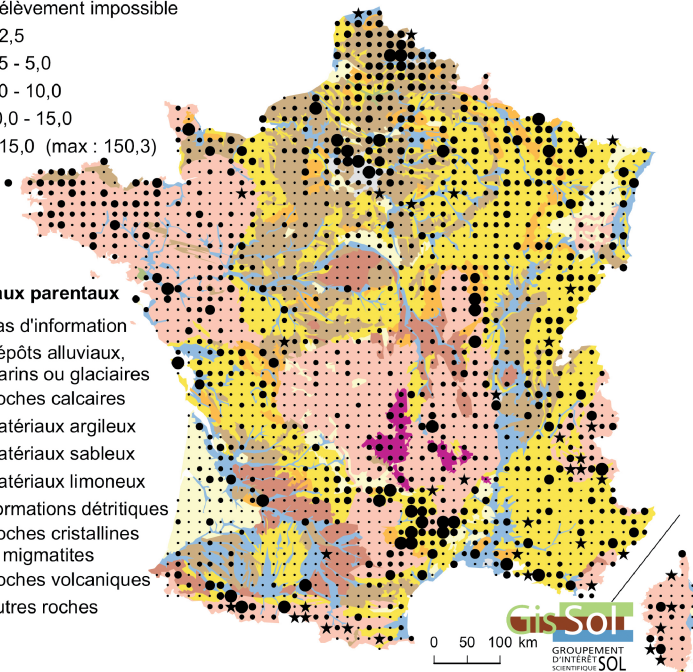 élèvement impossible
2,5
5 - 5,0
0 - 10,0
0,0 - 15,0
15,0 (max : 150,3)
aux parentaux
as d'information
épôts alluviaux,
arins ou glaciaires
oches calcaires
atériaux argileux
atériaux sableux
atériaux limoneux
ormations détritiques
oches cristallines
migmatites
oches volcaniques
utres roches
GisSol
0 50 100 km
GROUPEMENT
D'INTÉRÊT
SCIENTIFIQUE SOL